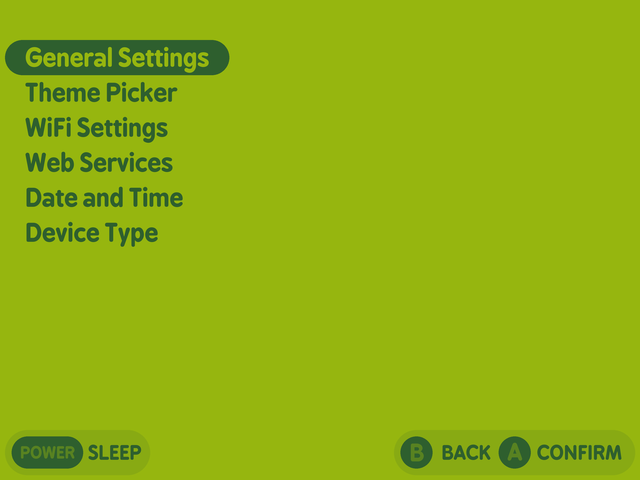 General Settings
Theme Picker
WiFi Settings
Web Services
Date and Time
Device Type
POWER SLEEP
B BACK A CONFIRM